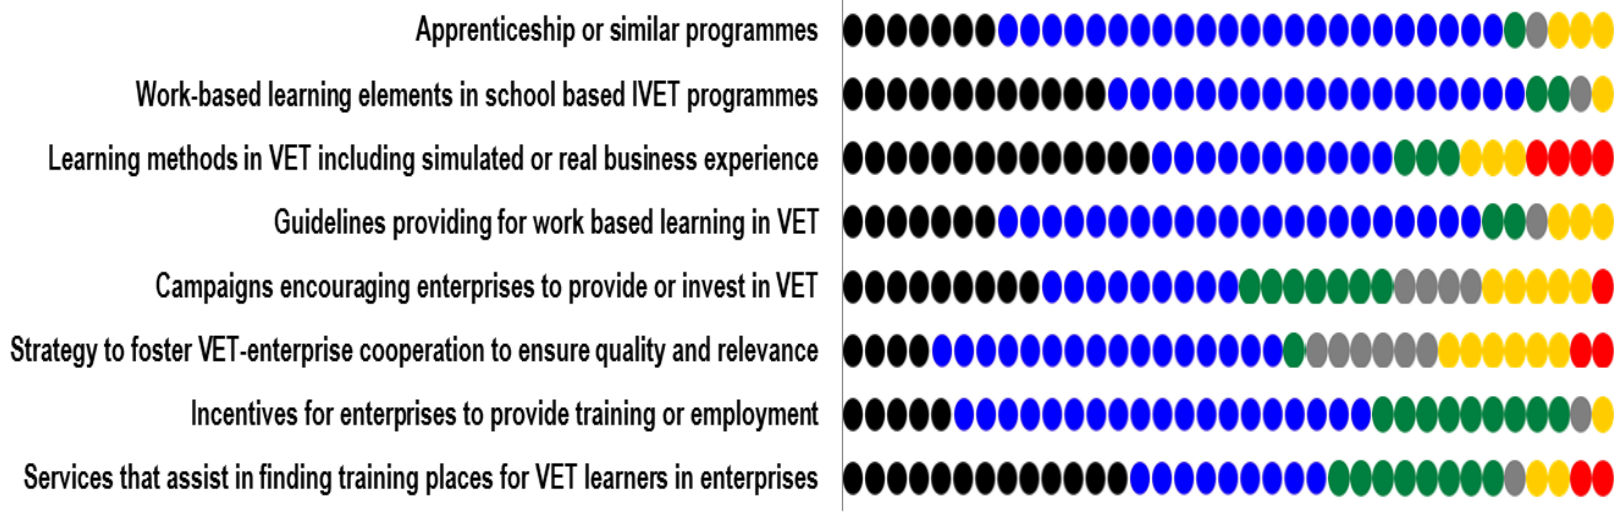 Apprenticeship or similar programmes
Work-based learning elements in school based IVET programmes
Learning methods in VET including simulated or real business experience
Guidelines providing for work based learning in VET
Campaigns encouraging enterprises to provide or invest in VET
Strategy to foster VET-enterprise cooperation to ensure quality and relevance
Incentives for enterprises to provide training or employment
Services that assist in finding training places for VET learners in enterprises